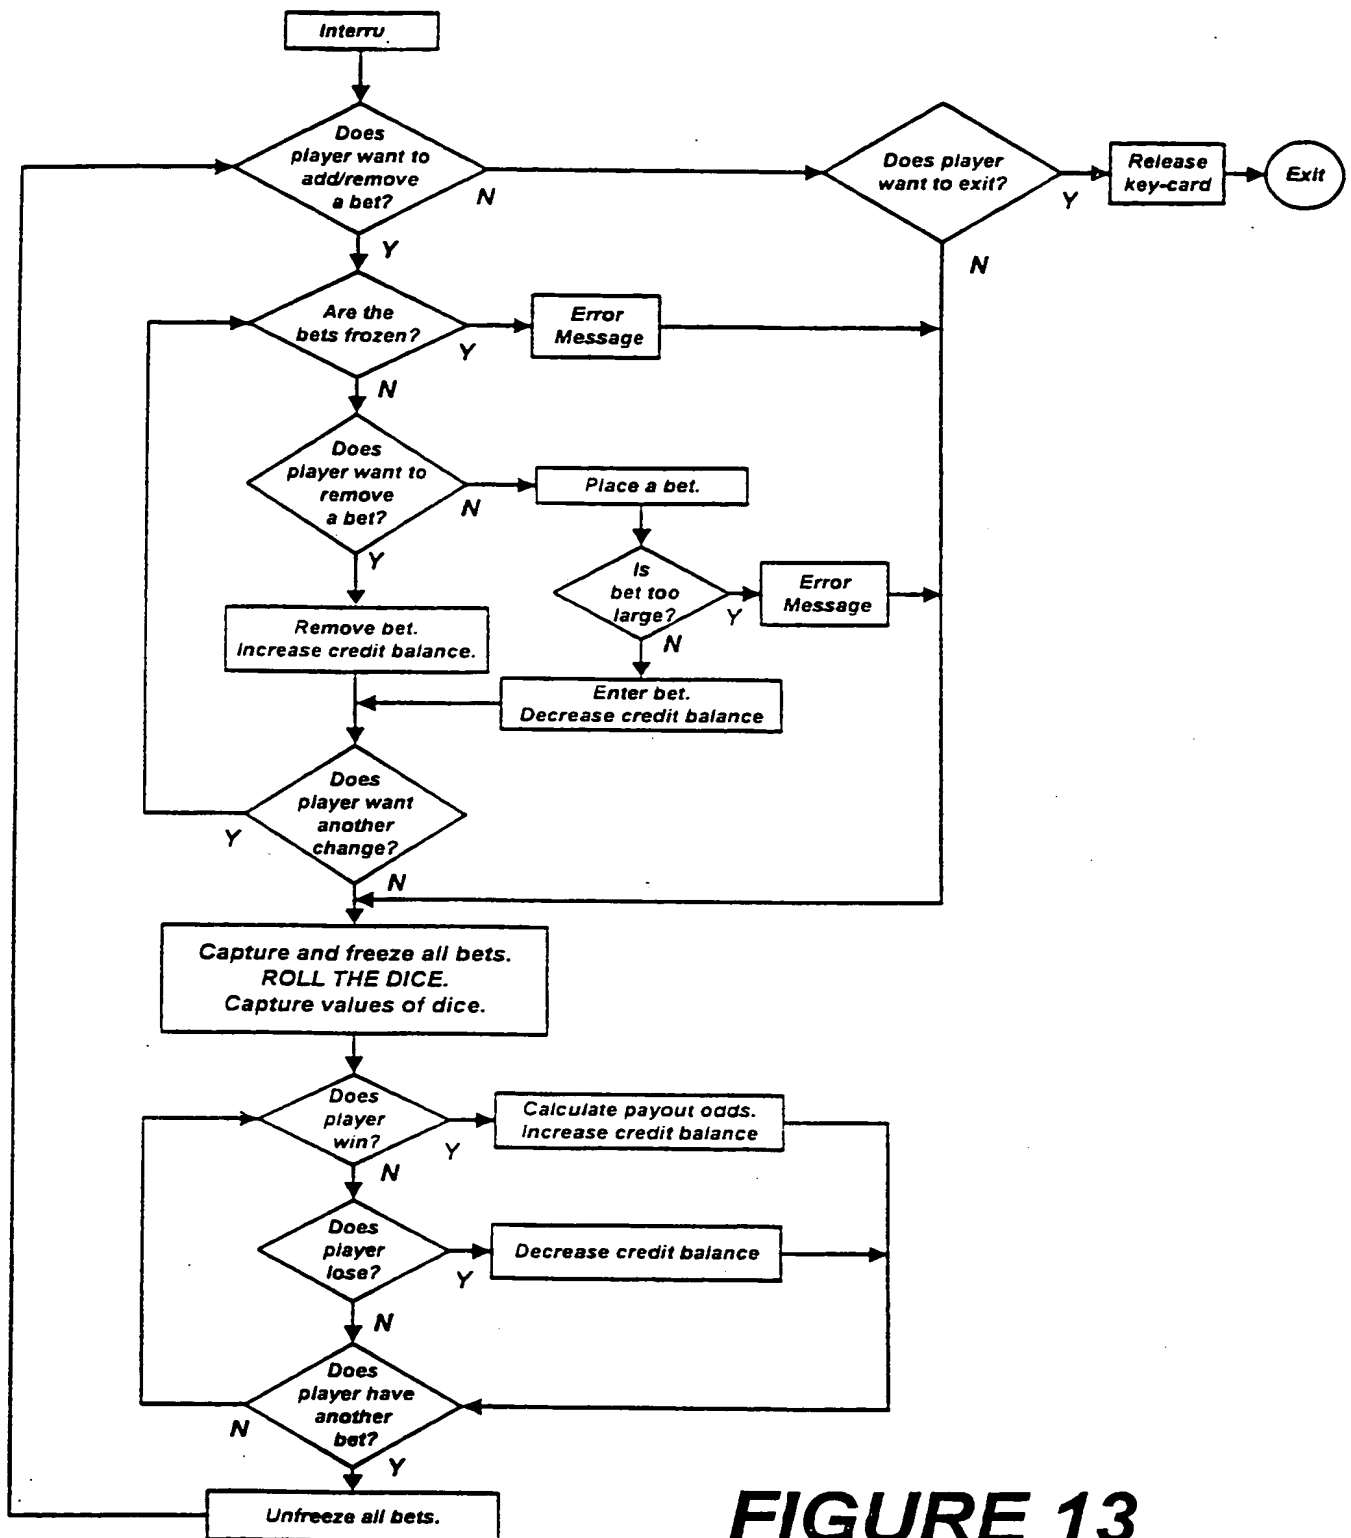 Interru
Does
player want to
add/remove
a bet?
N
Y
Does player
want to exit?
Y
N
Release
key-card
Exit
Are the
bets frozen?
Y
N
Error
Message
Does
player want to
remove
a bet?
N
Y
Place a bet.
Is
bet too
large?
Y
N
Error
Message
Remove bet.
Increase credit balance.
Enter bet.
Decrease credit balance
Does
player want
another
change?
Y
N
Capture and freeze all bets.
ROLL THE DICE.
Capture values of dice.
Does
player
win?
Y
N
Calculate payout odds.
Increase credit balance
Does
player
lose?
Y
N
Decrease credit balance
Does
player have
another
bet?
N
Y
Unfreeze all bets.
FIGURE 13